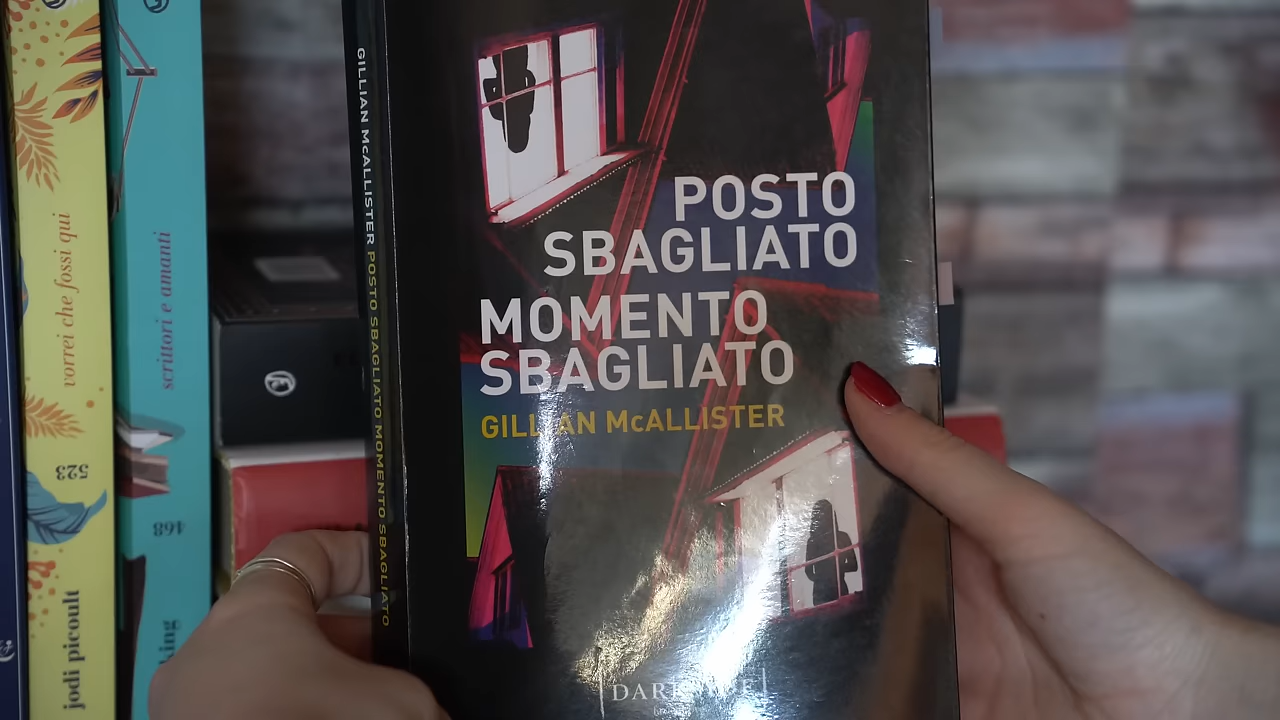 vorrei che fossi qui
523
jodi picoult
scrittori e amanti
468
GILLIAN McALLISTER POSTO SBAGLIATO MOMENTO SBAGLIATO
POSTO
SBAGLIATO
MOMENTO
SBAGLIATO
GILLIAN McALLISTER